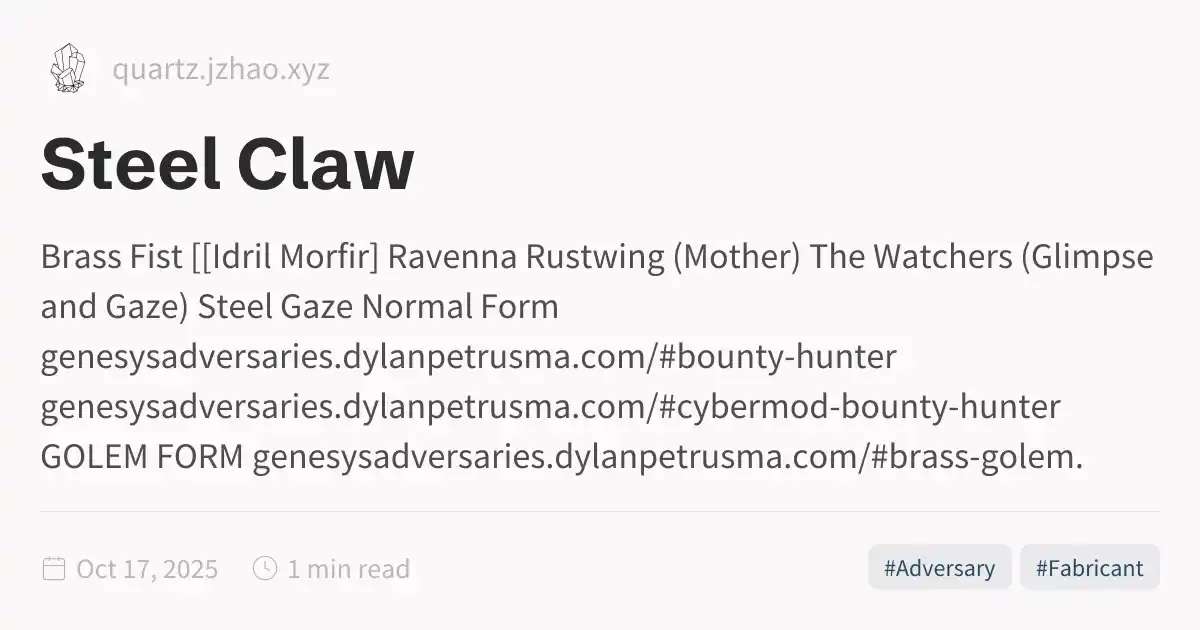 quartz.jzhao.xyz
Steel Claw
Brass Fist [[Idril Morfir] Ravenna Rustwing (Mother) The Watchers (Glimpse
and Gaze) Steel Gaze Normal Form
genesysadversaries.dylanpetrusma.com/#bounty-hunter
genesysadversaries.dylanpetrusma.com/#cybermod-bounty-hunter
GOLEM FORM genesysadversaries.dylanpetrusma.com/#brass-golem.
Oct 17, 2025 1 min read #Adversary #Fabricant